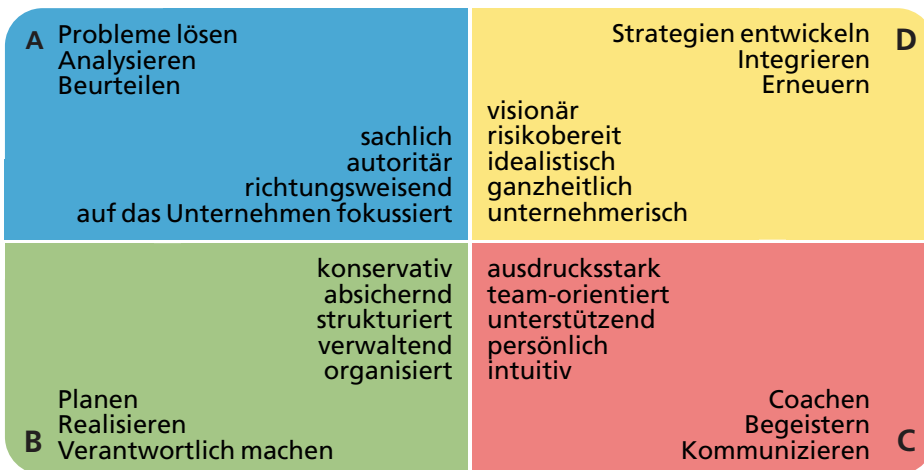 A Probleme lösen
Analysieren
Beurteilen
sachlich
autoritär
richtungsweisend
auf das Unternehmen fokussiert
Strategien entwickeln D
Integrieren
Erneuern
visionär
risikobereit
idealistisch
ganzheitlich
unternehmerisch
konservativ
absichernd
strukturiert
verwaltend
organisiert
Planen
Realisieren
B Verantwortlich machen
ausdrucksstark
team-orientiert
unterstützend
persönlich
intuitiv
Coachen
Begeistern
Kommunizieren C